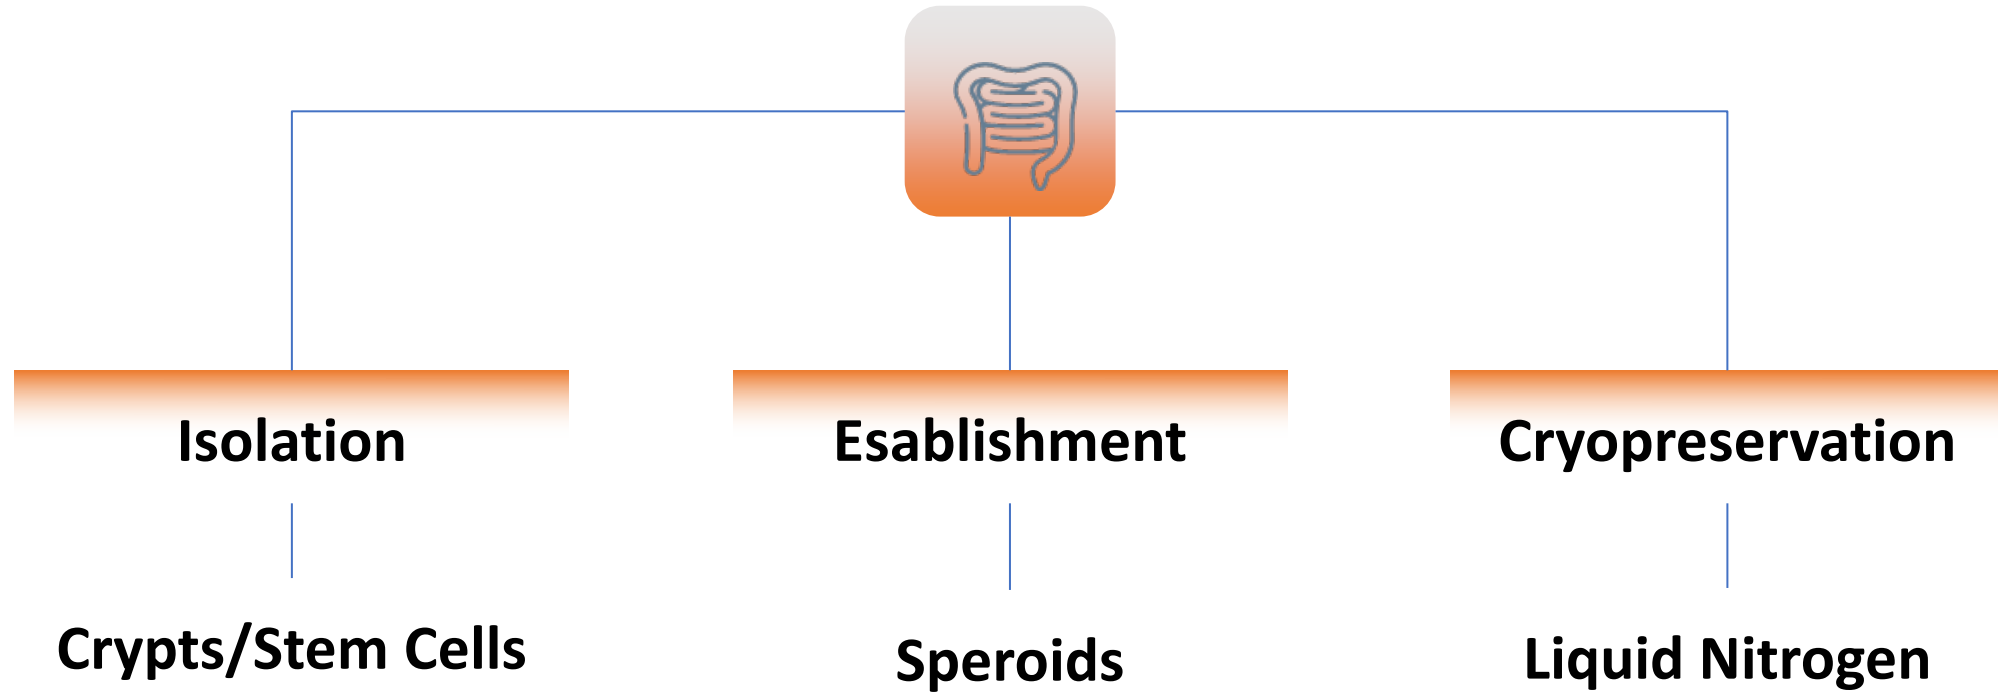 Isolation
Esablishment
Cryopreservation
Crypts/Stem Cells
Speroids
Liquid Nitrogen